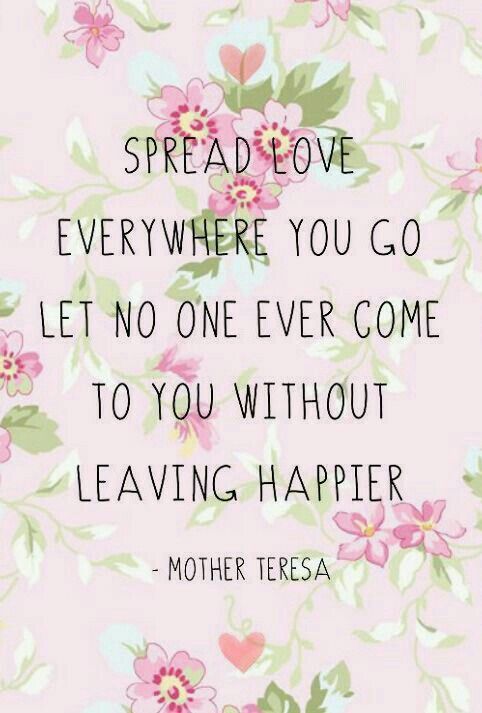 SPREAD LOVE
EVERYWHERE YOU GO
LET NO ONE EVER COME
TO YOU WITHOUT
LEAVING HAPPIER
- MOTHER TERESA